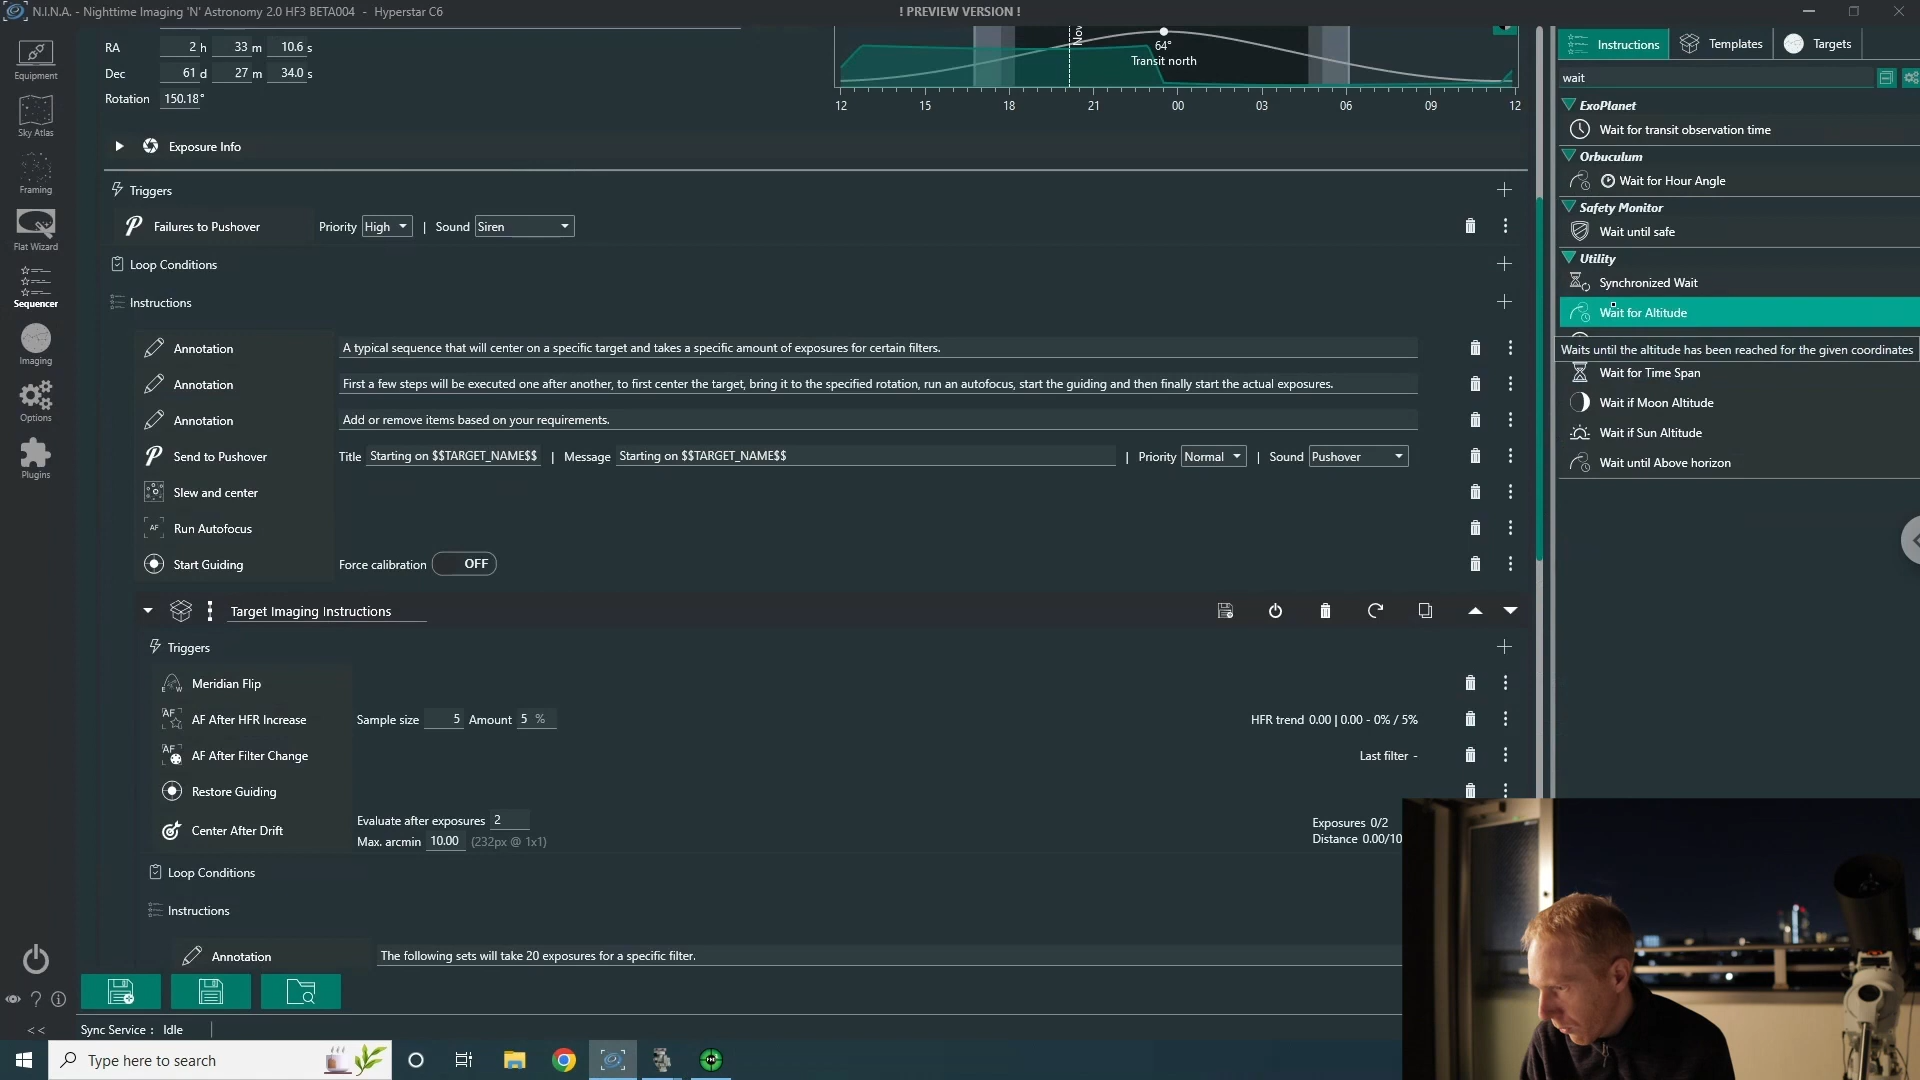 N.I.N.A. - Nighttime Imaging 'N' Astronomy 2.0 HF3 BETA004 - Hyperstar C6
! PREVIEW VERSION !
Equipment
Sky Atlas
Framing
Flat Wizard
Sequencer
Imaging
Options
Plugins
RA 2 h 33 m 10.6 s
Dec 61 d 27 m 34.0 s
Rotation 150.18°
Nov
64°
Transit north
12 15 18 21 00 03 06 09 12
Exposure Info
Triggers
Failures to Pushover Priority High | Sound Siren
Loop Conditions
Instructions
Annotation A typical sequence that will center on a specific target and takes a specific amount of exposures for certain filters.
Annotation First a few steps will be executed one after another, to first center the target, bring it to the specified rotation, run an autofocus, start the guiding and then finally start the actual exposures.
Annotation Add or remove items based on your requirements.
Send to Pushover Title Starting on $$TARGET_NAME$$ | Message Starting on $$TARGET_NAME$$ | Priority Normal | Sound Pushover
Slew and center
AF Run Autofocus
Start Guiding Force calibration OFF
Target Imaging Instructions
Triggers
E W Meridian Flip
AF AF After HFR Increase Sample size 5 Amount 5 % HFR trend 0.00 | 0.00 - 0% / 5%
AF AF After Filter Change Last filter -
Restore Guiding
Center After Drift Evaluate after exposures 2 Exposures 0/2
Max. arcmin 10.00 (232px @ 1x1) Distance 0.00/10
Loop Conditions
Instructions
Annotation The following sets will take 20 exposures for a specific filter.
<< Sync Service : Idle
Type here to search
Instructions Templates Targets
wait
ExoPlanet
Wait for transit observation time
Orbuculum
Wait for Hour Angle
Safety Monitor
Wait until safe
Utility
Synchronized Wait
Wait for Altitude
Waits until the altitude has been reached for the given coordinates
Wait for Time Span
Wait if Moon Altitude
Wait if Sun Altitude
Wait until Above horizon